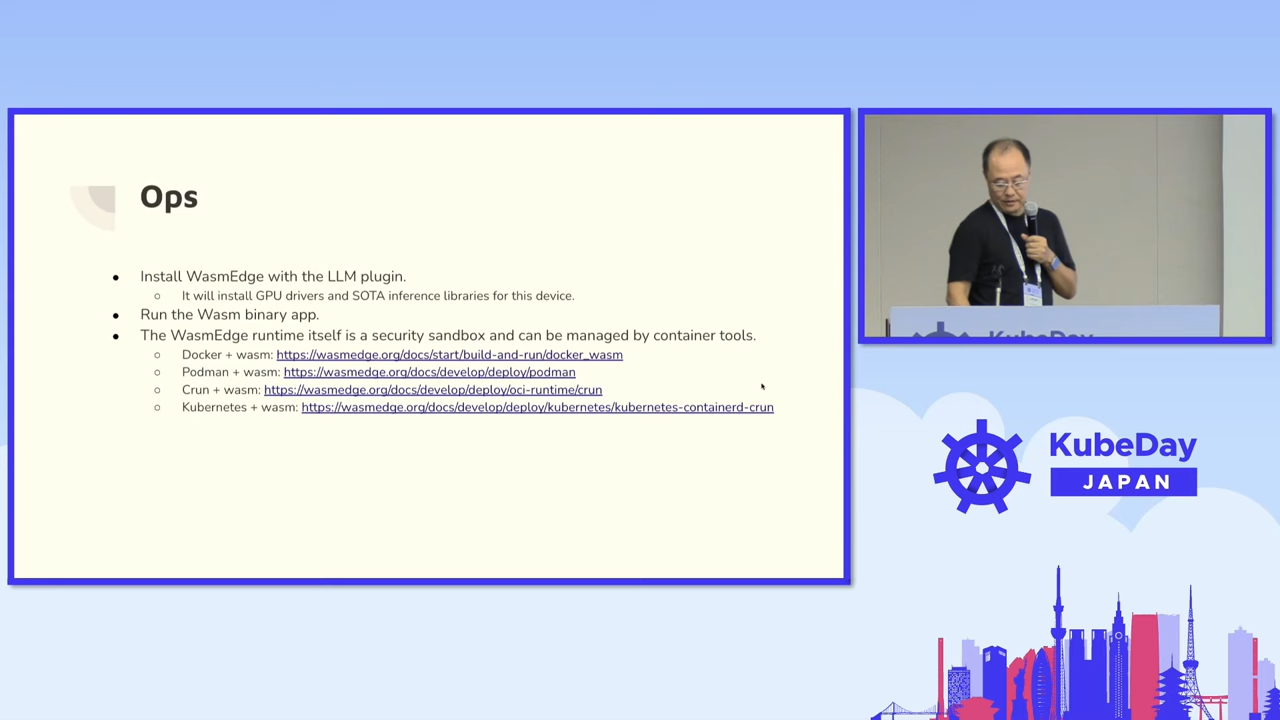 Ops
● Install WasmEdge with the LLM plugin.
○ It will install GPU drivers and SOTA inference libraries for this device.
● Run the Wasm binary app.
● The WasmEdge runtime itself is a security sandbox and can be managed by container tools.
○ Docker + wasm: https://wasmedge.org/docs/start/build-and-run/docker_wasm
○ Podman + wasm: https://wasmedge.org/docs/develop/deploy/podman
○ Crun + wasm: https://wasmedge.org/docs/develop/deploy/oci-runtime/crun
○ Kubernetes + wasm: https://wasmedge.org/docs/develop/deploy/kubernetes/kubernetes-containerd-crun
KubeDay
KubeDay
JAPAN